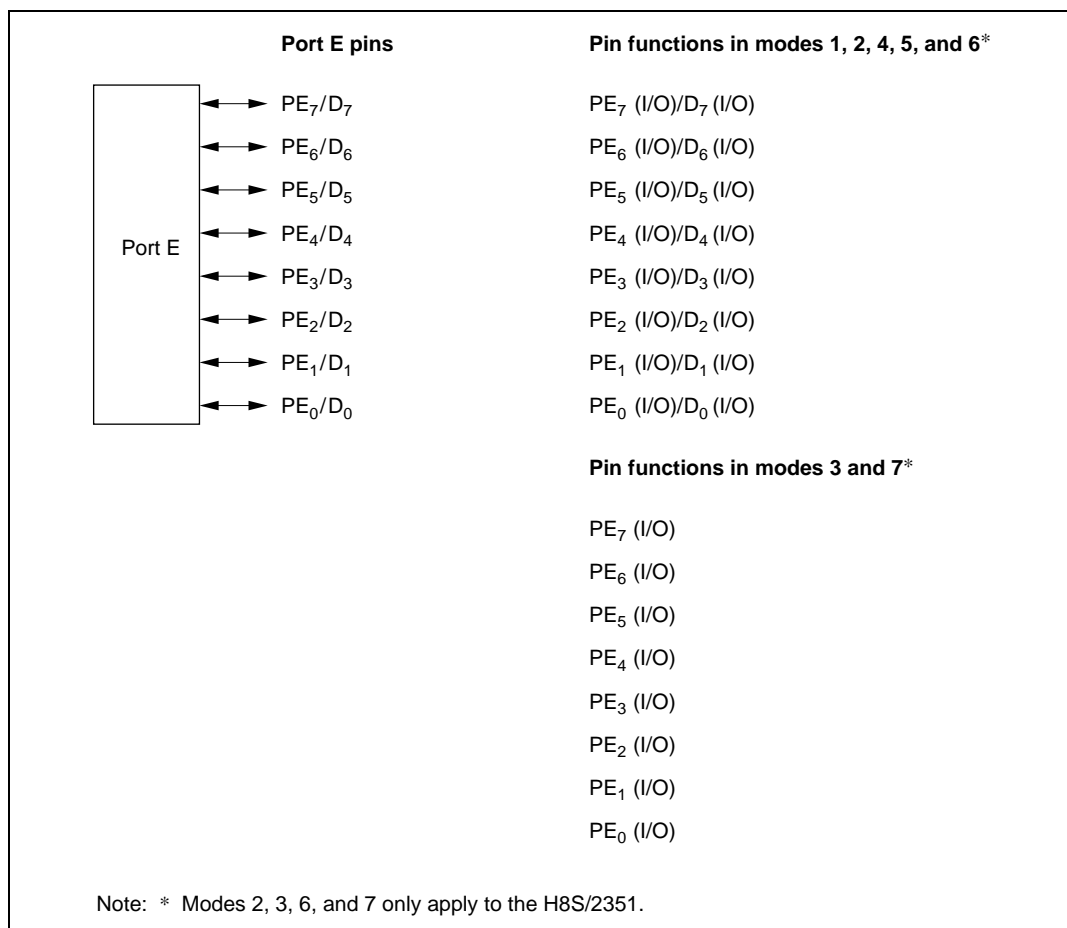 Port E pins    Pin functions in modes 1, 2, 4, 5, and 6*
Port E
PE7/D7    PE7 (I/O)/D7 (I/O)
PE6/D6    PE6 (I/O)/D6 (I/O)
PE5/D5    PE5 (I/O)/D5 (I/O)
PE4/D4    PE4 (I/O)/D4 (I/O)
PE3/D3    PE3 (I/O)/D3 (I/O)
PE2/D2    PE2 (I/O)/D2 (I/O)
PE1/D1    PE1 (I/O)/D1 (I/O)
PE0/D0    PE0 (I/O)/D0 (I/O)
Pin functions in modes 3 and 7*
PE7 (I/O)
PE6 (I/O)
PE5 (I/O)
PE4 (I/O)
PE3 (I/O)
PE2 (I/O)
PE1 (I/O)
PE0 (I/O)
Note: * Modes 2, 3, 6, and 7 only apply to the H8S/2351.